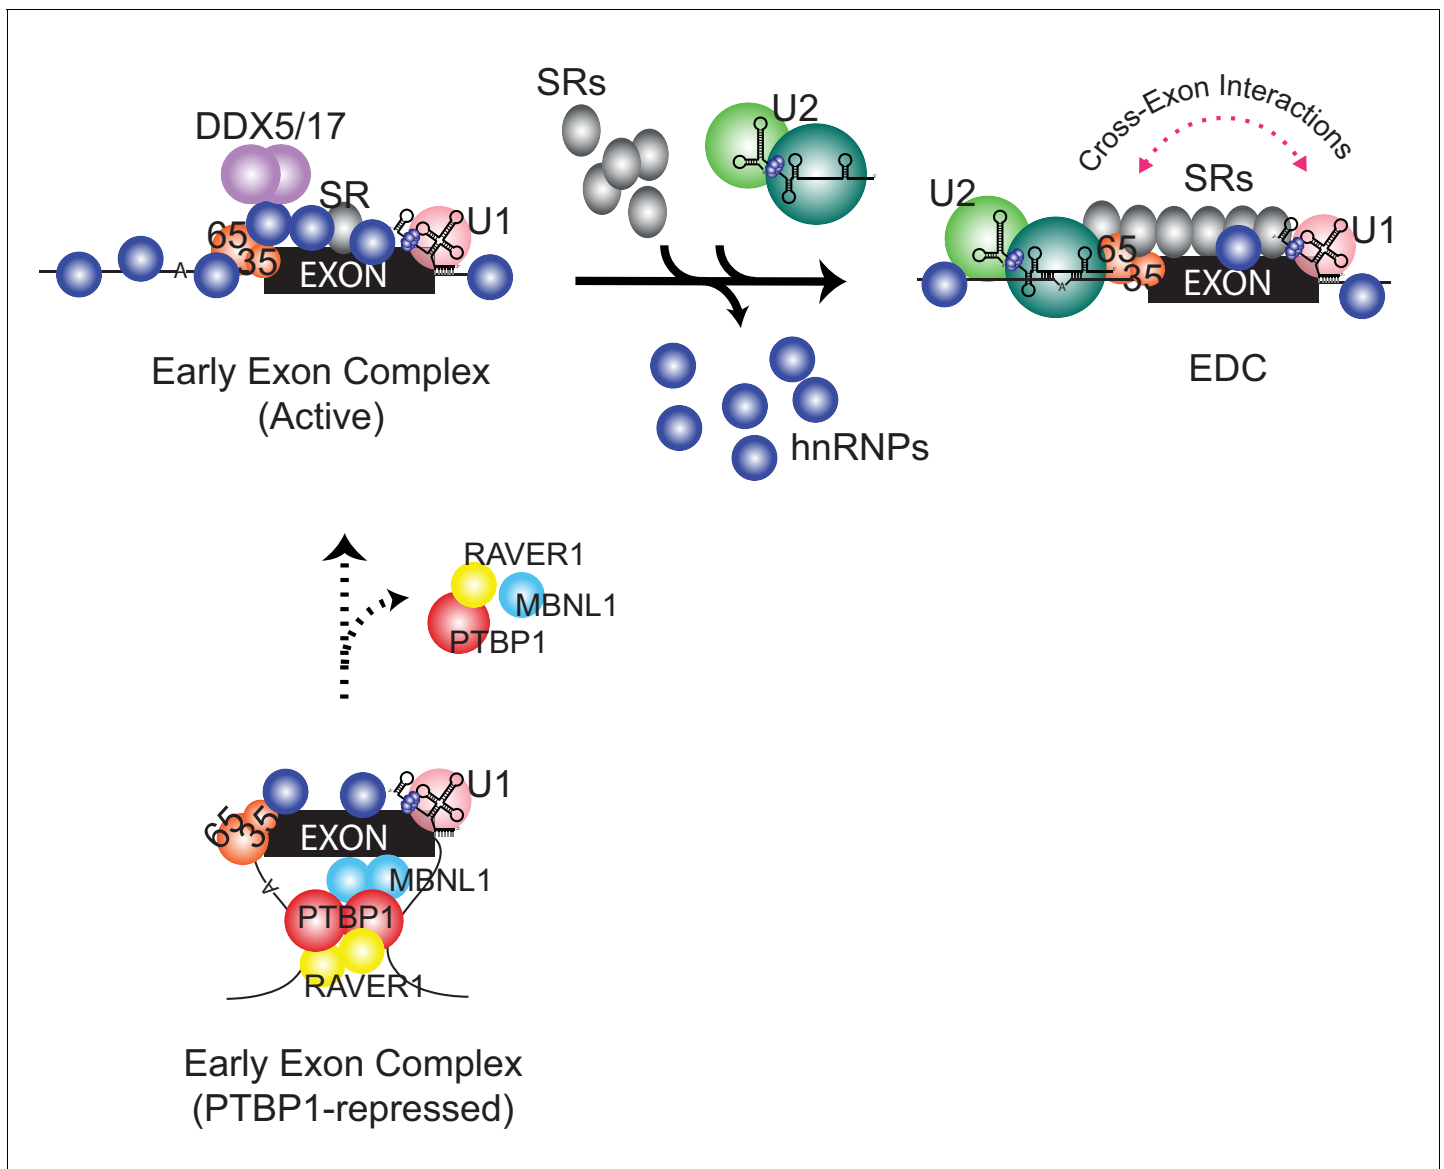 DDX5/17
SR
U1
65
35
A
EXON
Early Exon Complex
(Active)
SRs
U2
hnRNPs
Cross-Exon Interactions
SRs
U2
U1
65
35
A
EXON
EDC
RAVER1
MBNL1
PTBP1
U1
65
35
EXON
A
MBNL1
PTBP1
RAVER1
Early Exon Complex
(PTBP1-repressed)